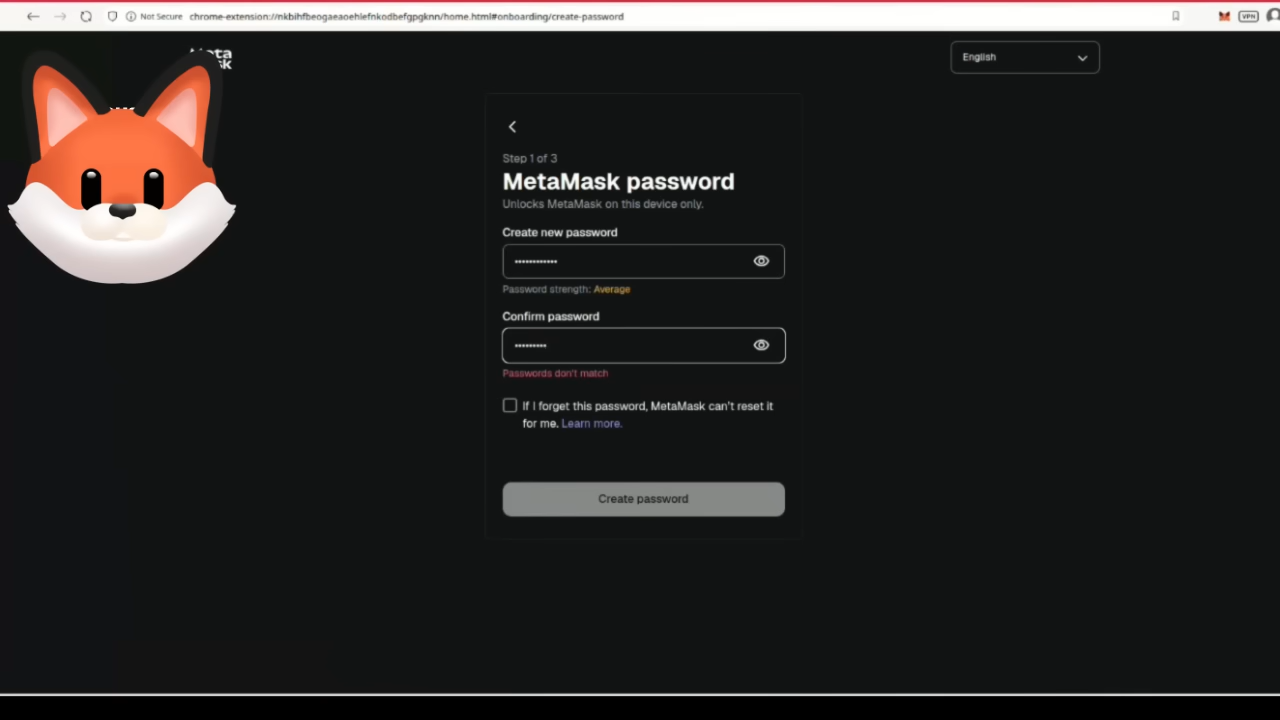 Not Secure chrome-extension://nkbihfbeogaeaoehlefnkodbefgpgknn/home.html#onboarding/create-password
VPN
English
Step 1 of 3
MetaMask password
Unlocks MetaMask on this device only.
Create new password
••••••••••••
Password strength: Average
Confirm password
•••••••••
Passwords don't match
If I forget this password, MetaMask can't reset it
for me. Learn more.
Create password